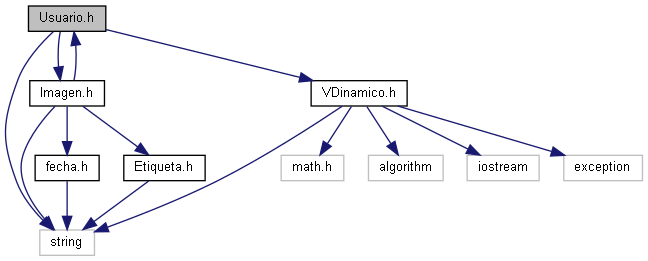 Usuario.h
Imagen.h
VDinamico.h
fecha.h
Etiqueta.h
math.h
algorithm
iostream
exception
string